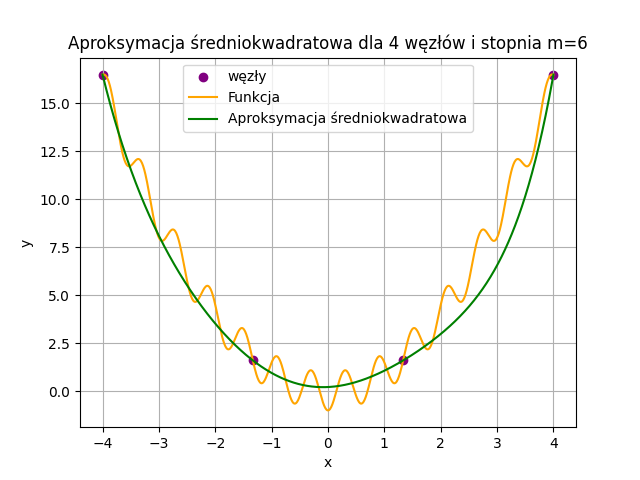 Aproksymacja średniokwadratowa dla 4 węzłów i stopnia m=6
węzły
Funkcja
Aproksymacja średniokwadratowa
15.0
12.5
10.0
7.5
5.0
2.5
0.0
y
−4 −3 −2 −1 0 1 2 3 4
x